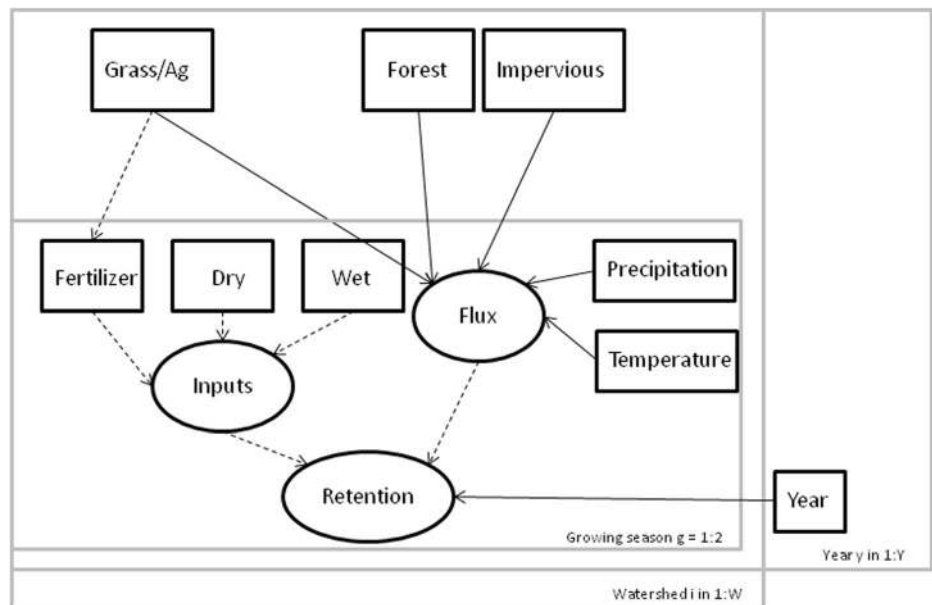 Grass/Ag
Forest
Impervious
Fertilizer
Dry
Wet
Precipitation
Flux
Temperature
Inputs
Retention
Year
Growing season g = 1:2
Year y in 1:Y
Watershed i in 1:W